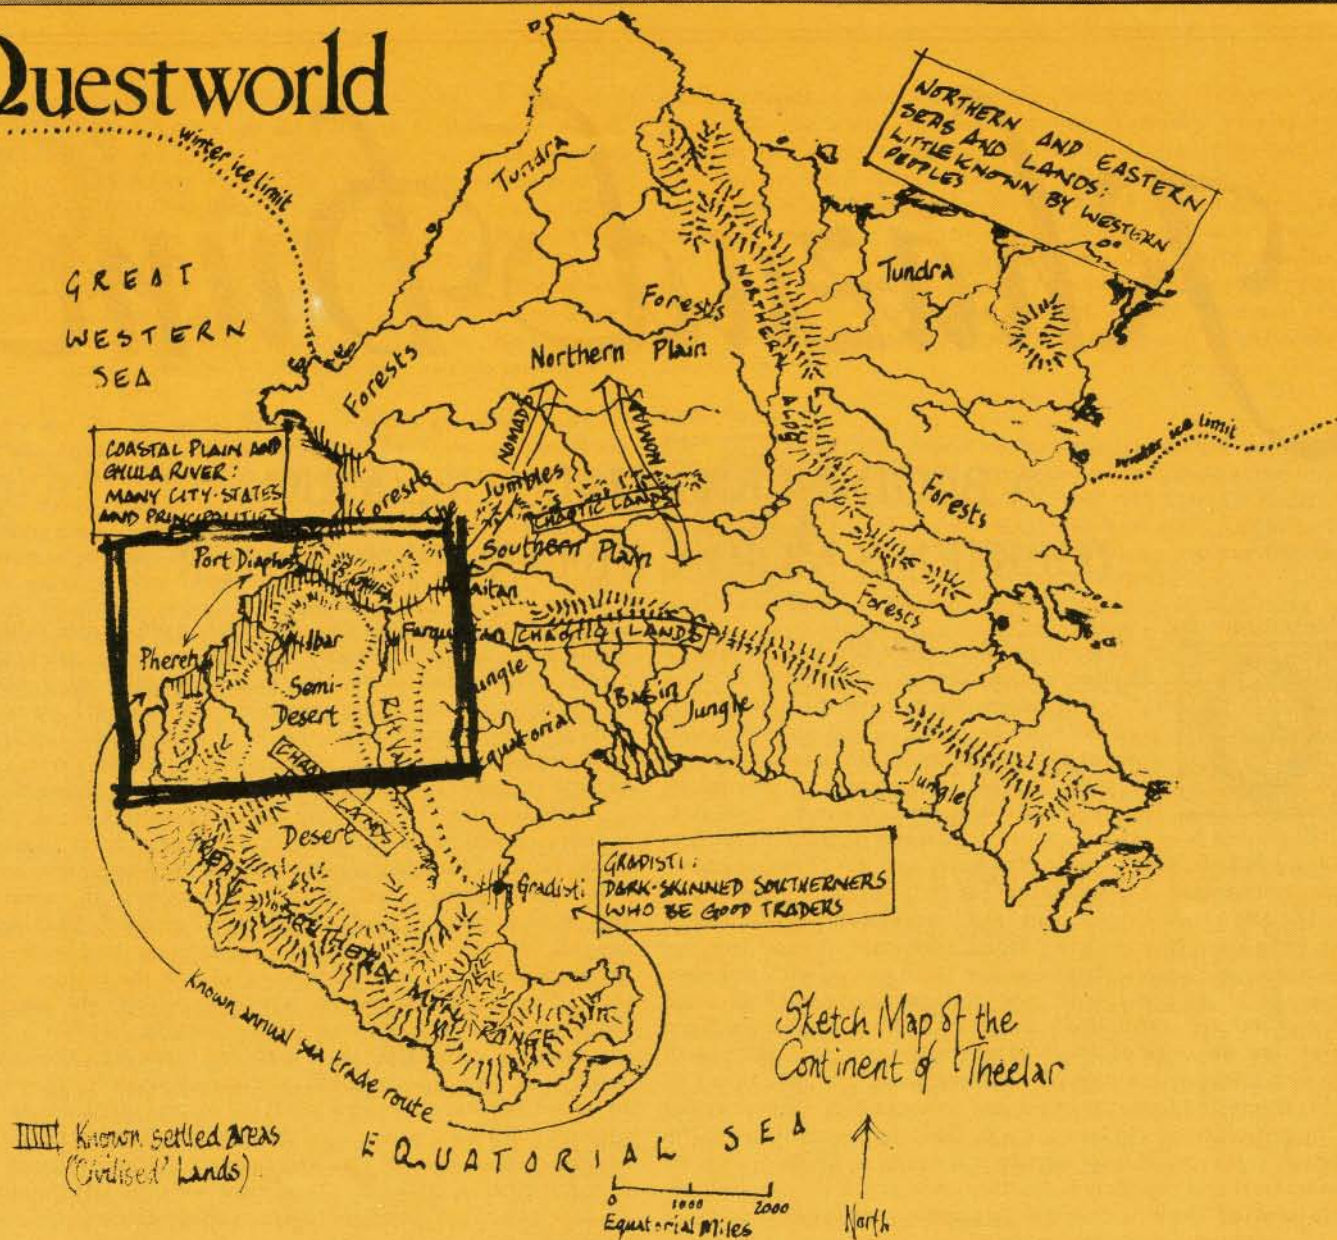 Questworld
Winter ice limit
GREAT
WESTERN
SEA
Tundra
NORTHERN AND EASTERN
SEAS AND LANDS:
LITTLE KNOWN BY WESTERN
PEOPLES
Tundra
Forests
NORTHERN
Northern Plain
Forests
NOMADS
NOMADS
winter ice limit
COASTAL PLAIN AND
GHULA RIVER:
MANY CITY-STATES
AND PRINCIPALITIES
Forests
Jumbles
CHAOTIC LANDS
Forests
Southern Plain
Port Diaphos
Forests
CHAOTIC LANDS
Phereh
Semi-
Desert
Jungle
Equatorial
Basin
Jungle
Jungle
LANDS
Desert
GREAT
SOUTHERN
MTN
RANGE
Gradisti
GRADISTI:
DARK-SKINNED SOUTHERNERS
WHO BE GOOD TRADERS
Known annual sea trade route
Sketch Map of the
Continent of Theelar
Known settled areas
('Civilised' Lands)
EQUATORIAL SEA
0 1000 2000
Equatorial Miles
North